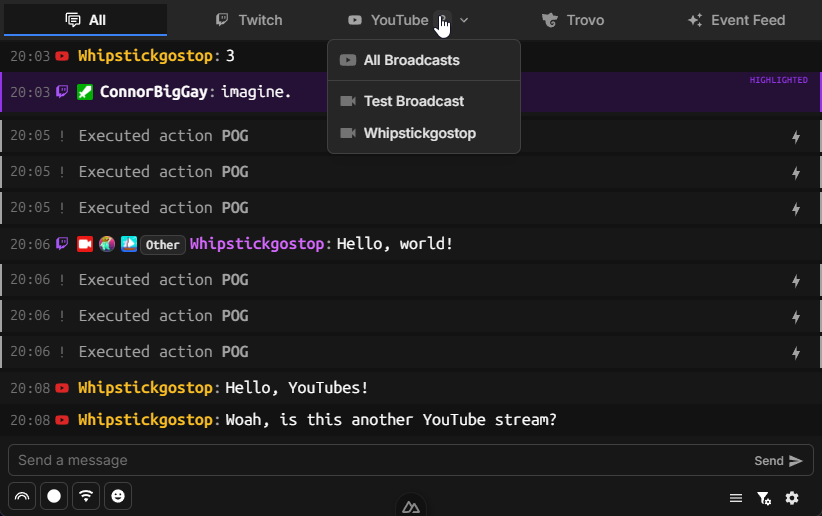 All Twitch YouTube Trovo Event Feed
20:03 Whipstickgostop: 3
All Broadcasts
HIGHLIGHTED
20:03 ConnorBigGay: imagine.
Test Broadcast
Whipstickgostop
20:05 ! Executed action POG
20:05 ! Executed action POG
20:05 ! Executed action POG
20:06 Other Whipstickgostop: Hello, world!
20:06 ! Executed action POG
20:06 ! Executed action POG
20:06 ! Executed action POG
20:08 Whipstickgostop: Hello, YouTubes!
20:08 Whipstickgostop: Woah, is this another YouTube stream?
Send a message Send